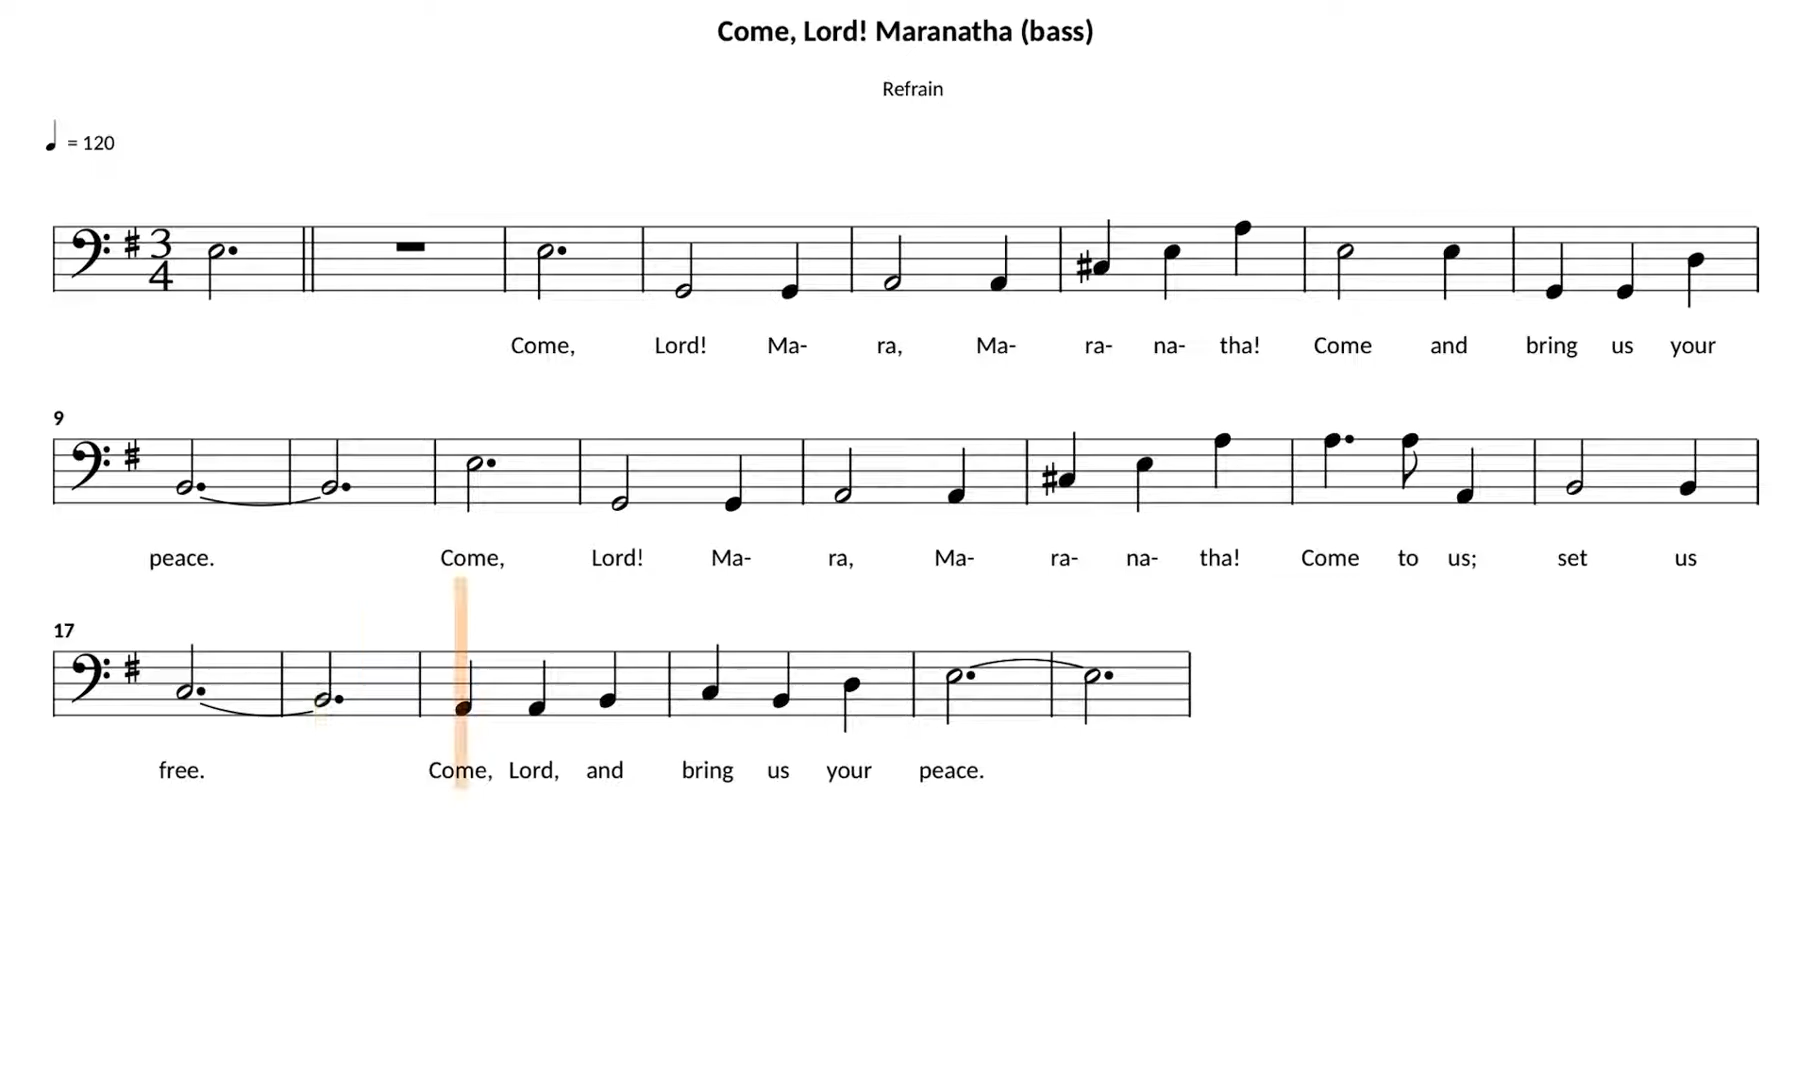 Come, Lord! Maranatha (bass)
Refrain
= 120
3
4
Come, Lord! Ma- ra, Ma- ra- na- tha! Come and bring us your
9
peace. Come, Lord! Ma- ra, Ma- ra- na- tha! Come to us; set us
17
free. Come, Lord, and bring us your peace.